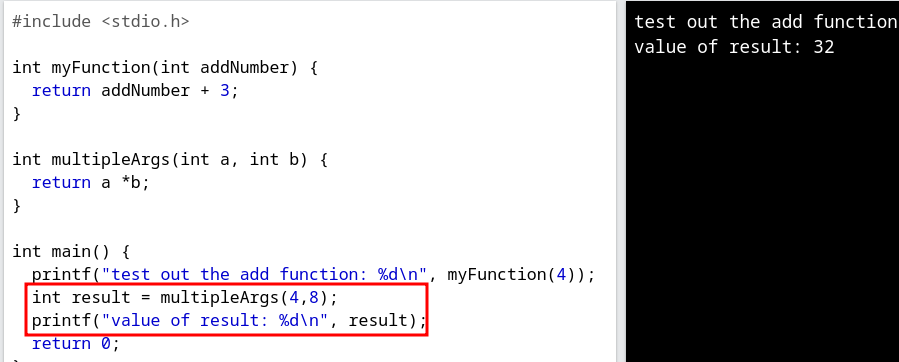 #include <stdio.h>
int myFunction(int addNumber) {
  return addNumber + 3;
}
int multipleArgs(int a, int b) {
  return a *b;
}
int main() {
  printf("test out the add function: %d\n", myFunction(4));
  int result = multipleArgs(4,8);
  printf("value of result: %d\n", result);
  return 0;
test out the add function
value of result: 32